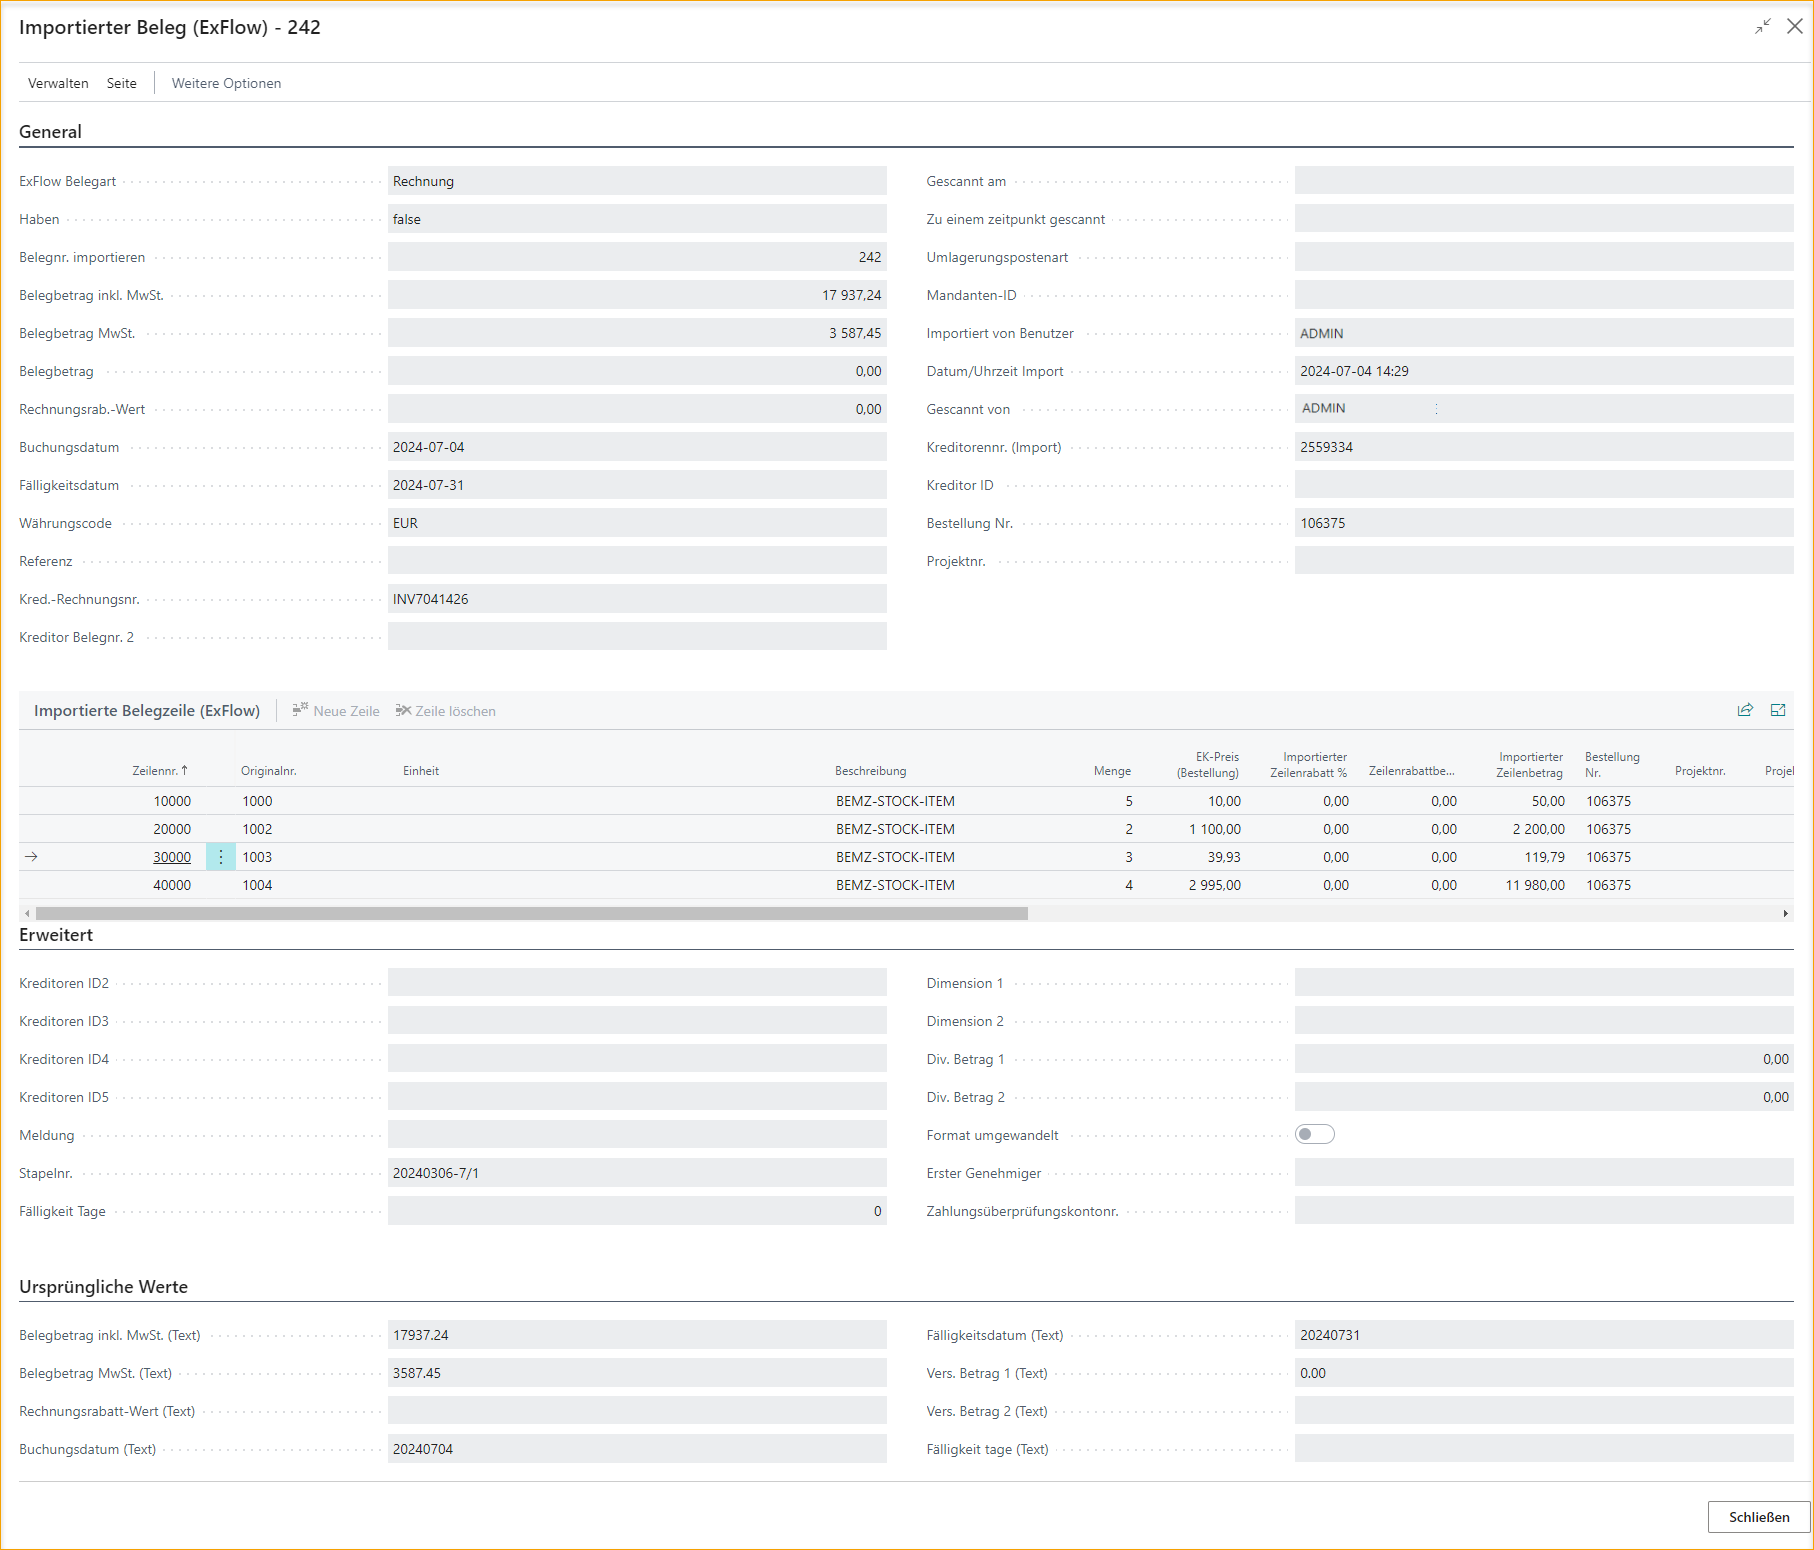 Importierter Beleg (ExFlow) - 242
Verwalten Seite Weitere Optionen
General
ExFlow Belegart Rechnung
Haben false
Belegnr. importieren 242
Belegbetrag inkl. MwSt. 17 937,24
Belegbetrag MwSt. 3 587,45
Belegbetrag 0,00
Rechnungsrab.-Wert 0,00
Buchungsdatum 2024-07-04
Fälligkeitsdatum 2024-07-31
Währungscode EUR
Referenz
Kred.-Rechnungsnr. INV7041426
Kreditor Belegnr. 2
Gescannt am
Zu einem zeitpunkt gescannt
Umlagerungspostenart
Mandanten-ID
Importiert von Benutzer ADMIN
Datum/Uhrzeit Import 2024-07-04 14:29
Gescannt von ADMIN
Kreditorennr. (Import) 2559334
Kreditor ID
Bestellung Nr. 106375
Projektnr.
Importierte Belegzeile (ExFlow) Neue Zeile Zeile löschen
Zeilennr. ↑ Originalnr. Einheit Beschreibung Menge EK-Preis (Bestellung) Importierter Zeilenrabatt % Zeilenrabattbe... Importierter Zeilenbetrag Bestellung Nr. Projektnr. Projel
10000 1000 BEMZ-STOCK-ITEM 5 10,00 0,00 0,00 50,00 106375
20000 1002 BEMZ-STOCK-ITEM 2 1 100,00 0,00 0,00 2 200,00 106375
→ 30000 1003 BEMZ-STOCK-ITEM 3 39,93 0,00 0,00 119,79 106375
40000 1004 BEMZ-STOCK-ITEM 4 2 995,00 0,00 0,00 11 980,00 106375
Erweitert
Kreditoren ID2
Kreditoren ID3
Kreditoren ID4
Kreditoren ID5
Meldung
Stapelnr. 20240306-7/1
Fälligkeit Tage 0
Dimension 1
Dimension 2
Div. Betrag 1 0,00
Div. Betrag 2 0,00
Format umgewandelt
Erster Genehmiger
Zahlungsüberprüfungskontonr.
Ursprüngliche Werte
Belegbetrag inkl. MwSt. (Text) 17937.24
Belegbetrag MwSt. (Text) 3587.45
Rechnungsrabatt-Wert (Text)
Buchungsdatum (Text) 20240704
Fälligkeitsdatum (Text) 20240731
Vers. Betrag 1 (Text) 0.00
Vers. Betrag 2 (Text)
Fälligkeit tage (Text)
Schließen